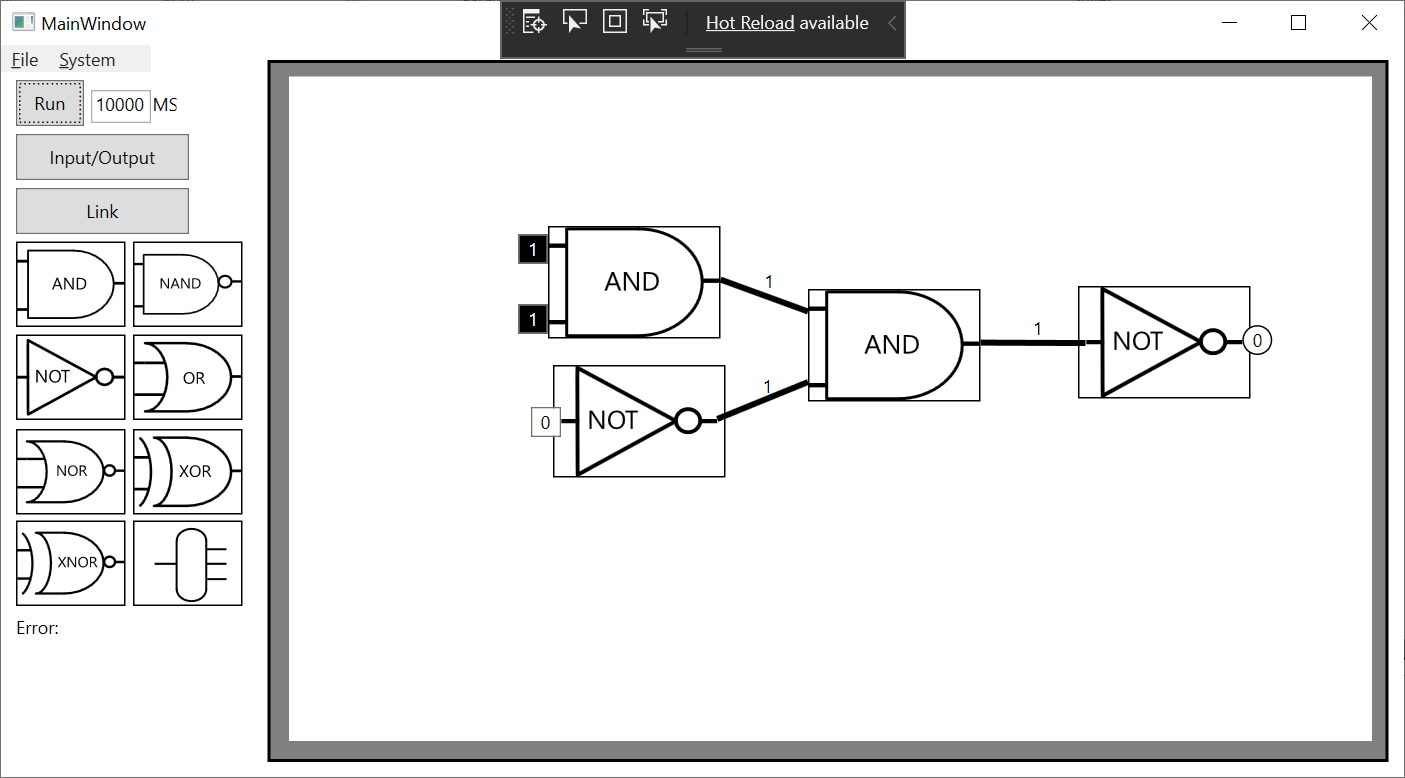 MainWindow
Hot Reload available
File System
Run 10000 MS
Input/Output
Link
AND NAND
NOT OR
NOR XOR
XNOR
Error:
1
AND
1
1
1
AND
1
NOT
0
0
NOT
1